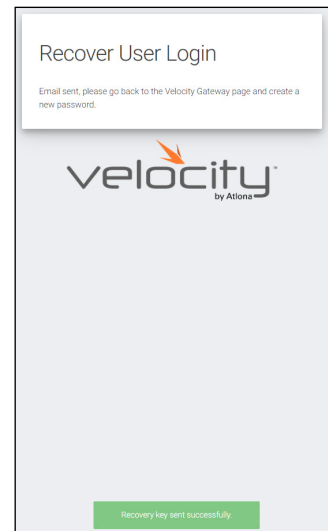 Recover User Login
Email sent, please go back to the Velocity Gateway page and create a
new password.
velocity™
by Atlona
Recovery key sent successfully.